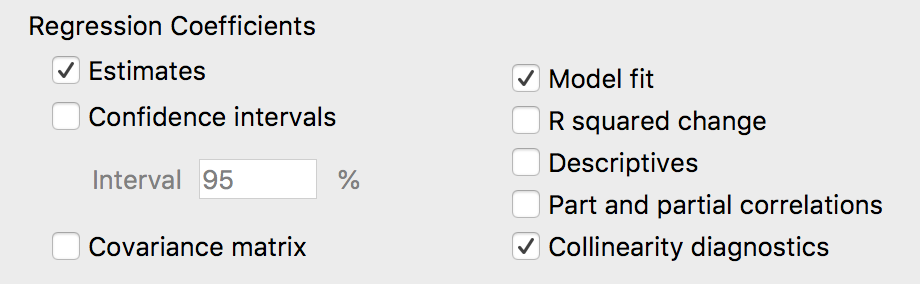 Regression Coefficients
Estimates
Confidence intervals
Interval 95 %
Covariance matrix
Model fit
R squared change
Descriptives
Part and partial correlations
Collinearity diagnostics